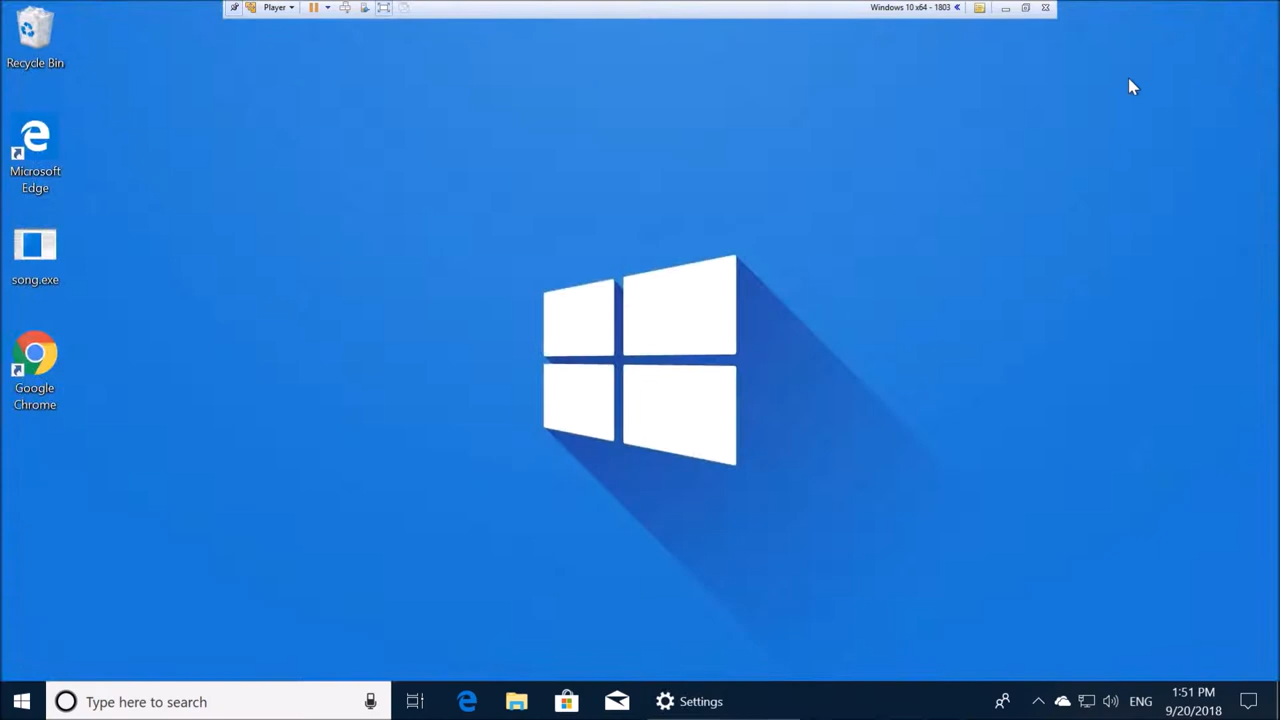 Player
Windows 10 x64 - 1803
Recycle Bin
Microsoft
Edge
song.exe
Google
Chrome
Type here to search
Settings
ENG
1:51 PM
9/20/2018